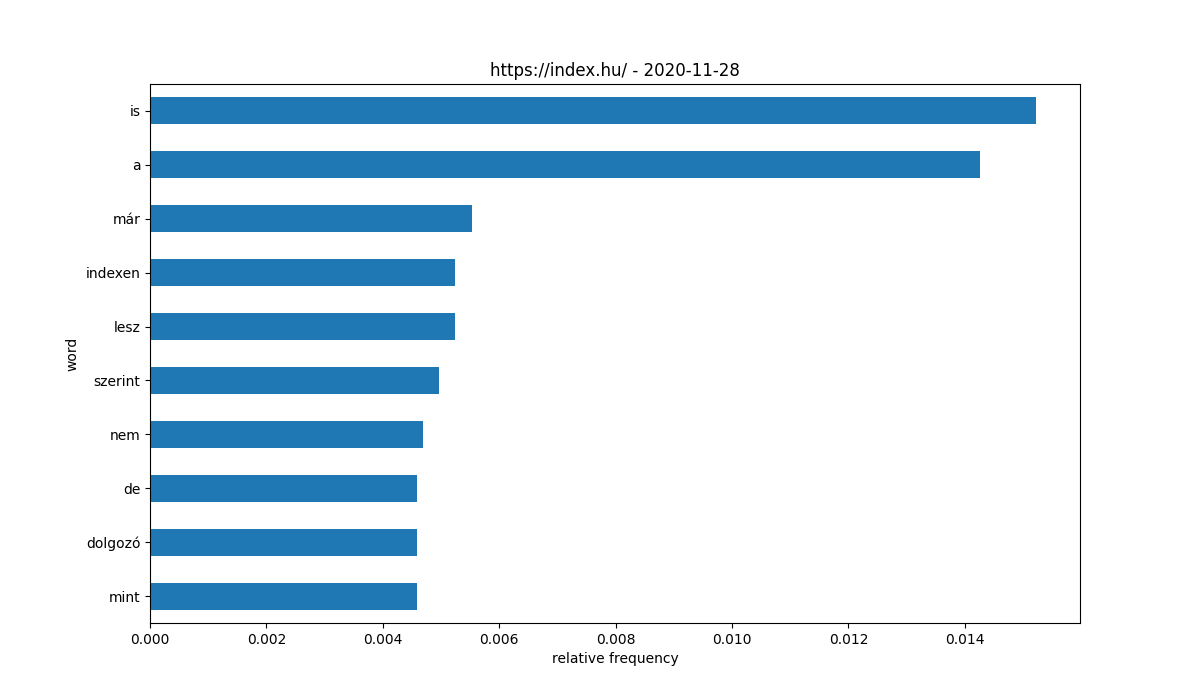 https://index.hu/ - 2020-11-28
is
a
már
indexen
lesz
szerint
nem
de
dolgozó
mint
word
0.000 0.002 0.004 0.006 0.008 0.010 0.012 0.014
relative frequency